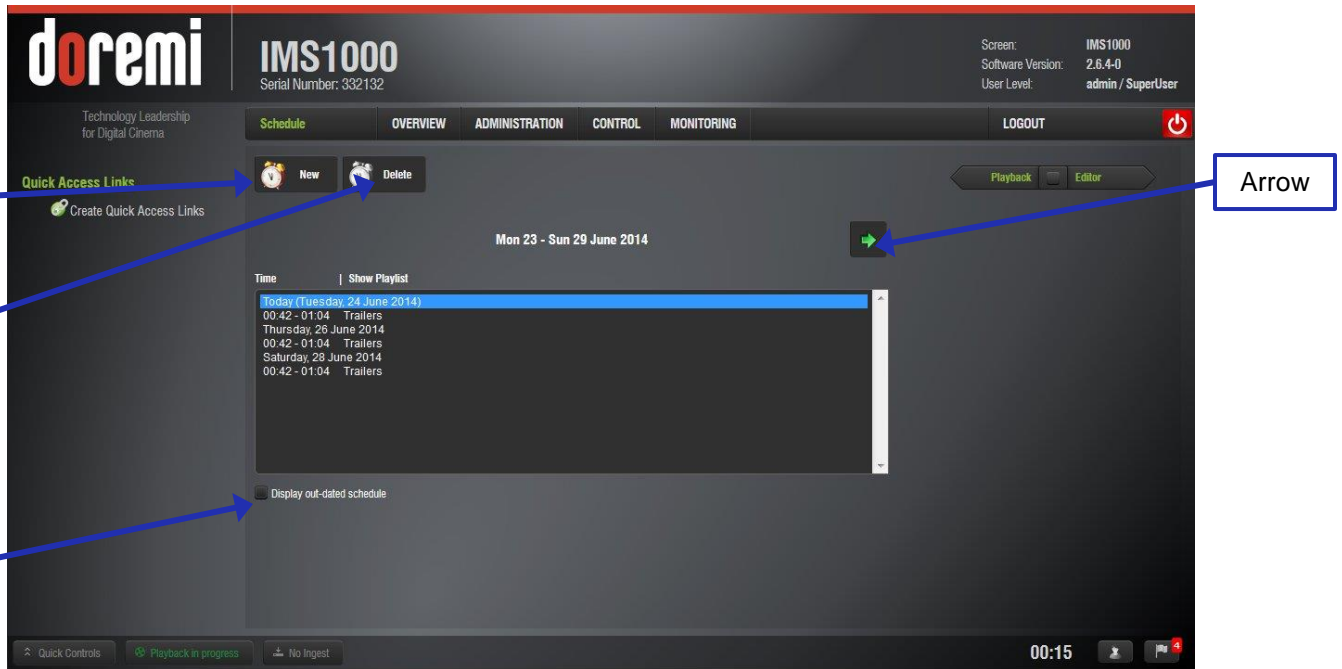 doremi
Technology Leadership
for Digital Cinema
IMS1000
Serial Number: 332132
Screen: IMS1000
Software Version: 2.6.4-0
User Level: admin / SuperUser
Schedule OVERVIEW ADMINISTRATION CONTROL MONITORING LOGOUT
Quick Access Links
Create Quick Access Links
New Delete
Playback Editor
Arrow
Mon 23 - Sun 29 June 2014
Time | Show Playlist
Today (Tuesday, 24 June 2014)
00:42 - 01:04 Trailers
Thursday, 26 June 2014
00:42 - 01:04 Trailers
Saturday, 28 June 2014
00:42 - 01:04 Trailers
Display out-dated schedule
Quick Controls Playback in progress No Ingest 00:15 4